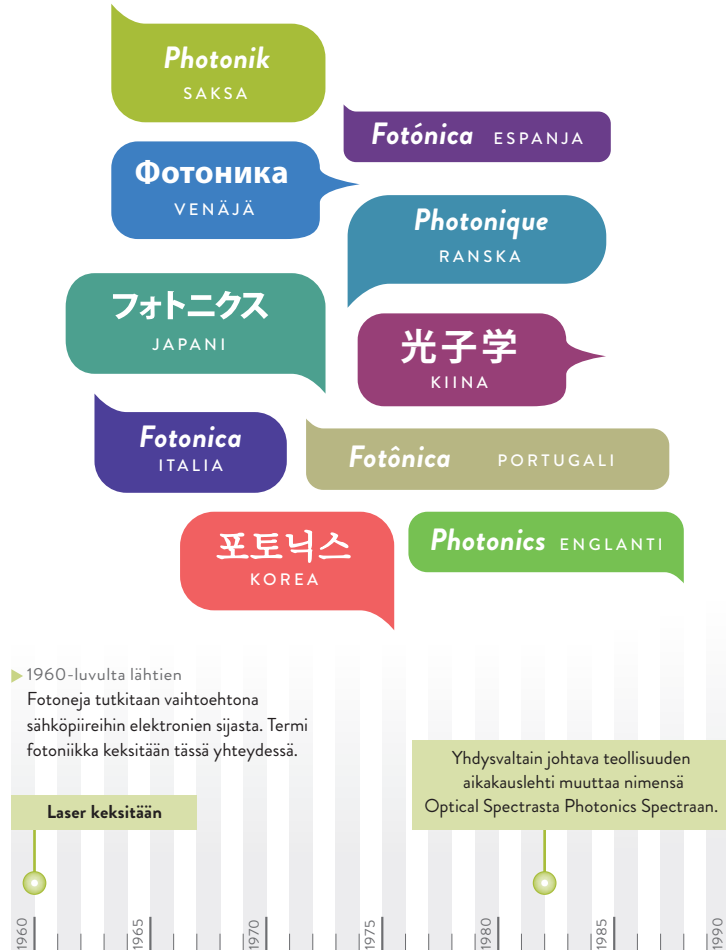 Photonik
SAKSA
Fotónica ESPANJA
Фотоника
VENÄJÄ
Photonique
RANSKA
フォトニクス
JAPANI
光子学
KIINA
Fotonica
ITALIA
Fotônica PORTUGALI
포토닉스
KOREA
Photonics ENGLANTI
1960-luvulta lähtien
Fotoneja tutkitaan vaihtoehtona
sähköpiireihin elektronien sijasta. Termi
fotoniikka keksitään tässä yhteydessä.
Yhdysvaltain johtava teollisuuden
aikakauslehti muuttaa nimensä
Optical Spectrasta Photonics Spectraan.
Laser keksitään
1960
1965
1970
1975
1980
1985
1990